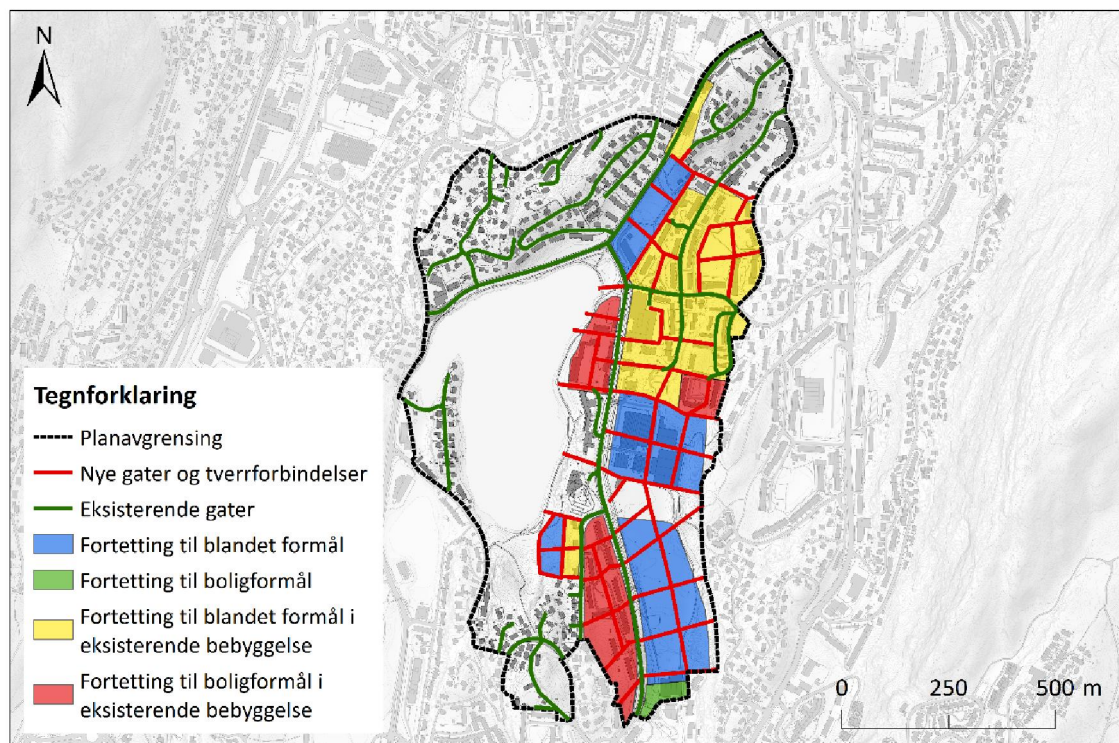 N
Tegnforklaring
Planavgrensing
Nye gater og tverrforbindelser
Eksisterende gater
Fortetting til blandet formål
Fortetting til boligformål
Fortetting til blandet formål i
eksisterende bebyggelse
Fortetting til boligformål i
eksisterende bebyggelse
0 250 500 m